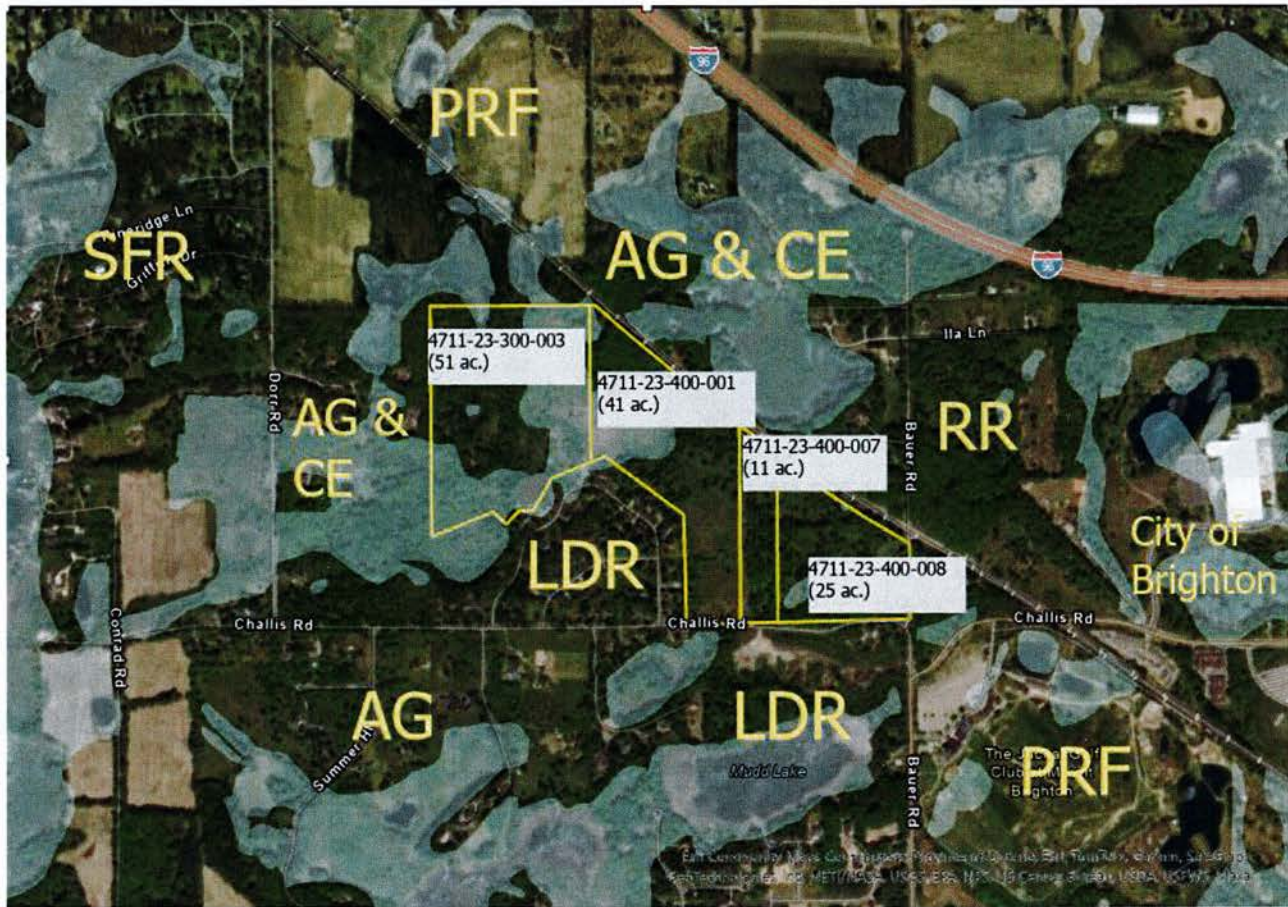 96
PRF
SFR
AG & CE
96
Ila Ln
4711-23-300-003
(51 ac.)
4711-23-400-001
(41 ac.)
Dorr Rd
AG &
CE
RR
Bauer Rd
4711-23-400-007
(11 ac.)
City of
Brighton
LDR
4711-23-400-008
(25 ac.)
Conrad Rd
Challis Rd
Challis Rd
Challis Rd
AG
LDR
Mudd Lake
PRF
Bauer Rd
Brighton